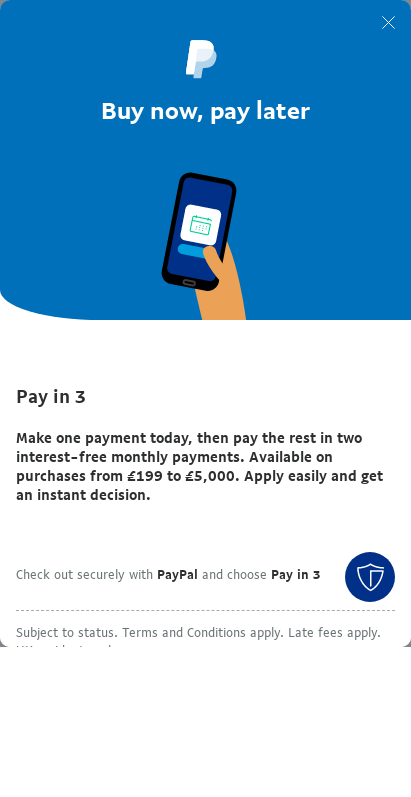 Buy now, pay later
Pay in 3
Make one payment today, then pay the rest in two
interest-free monthly payments. Available on
purchases from £199 to £5,000. Apply easily and get
an instant decision.
Check out securely with PayPal and choose Pay in 3
Subject to status. Terms and Conditions apply. Late fees apply.